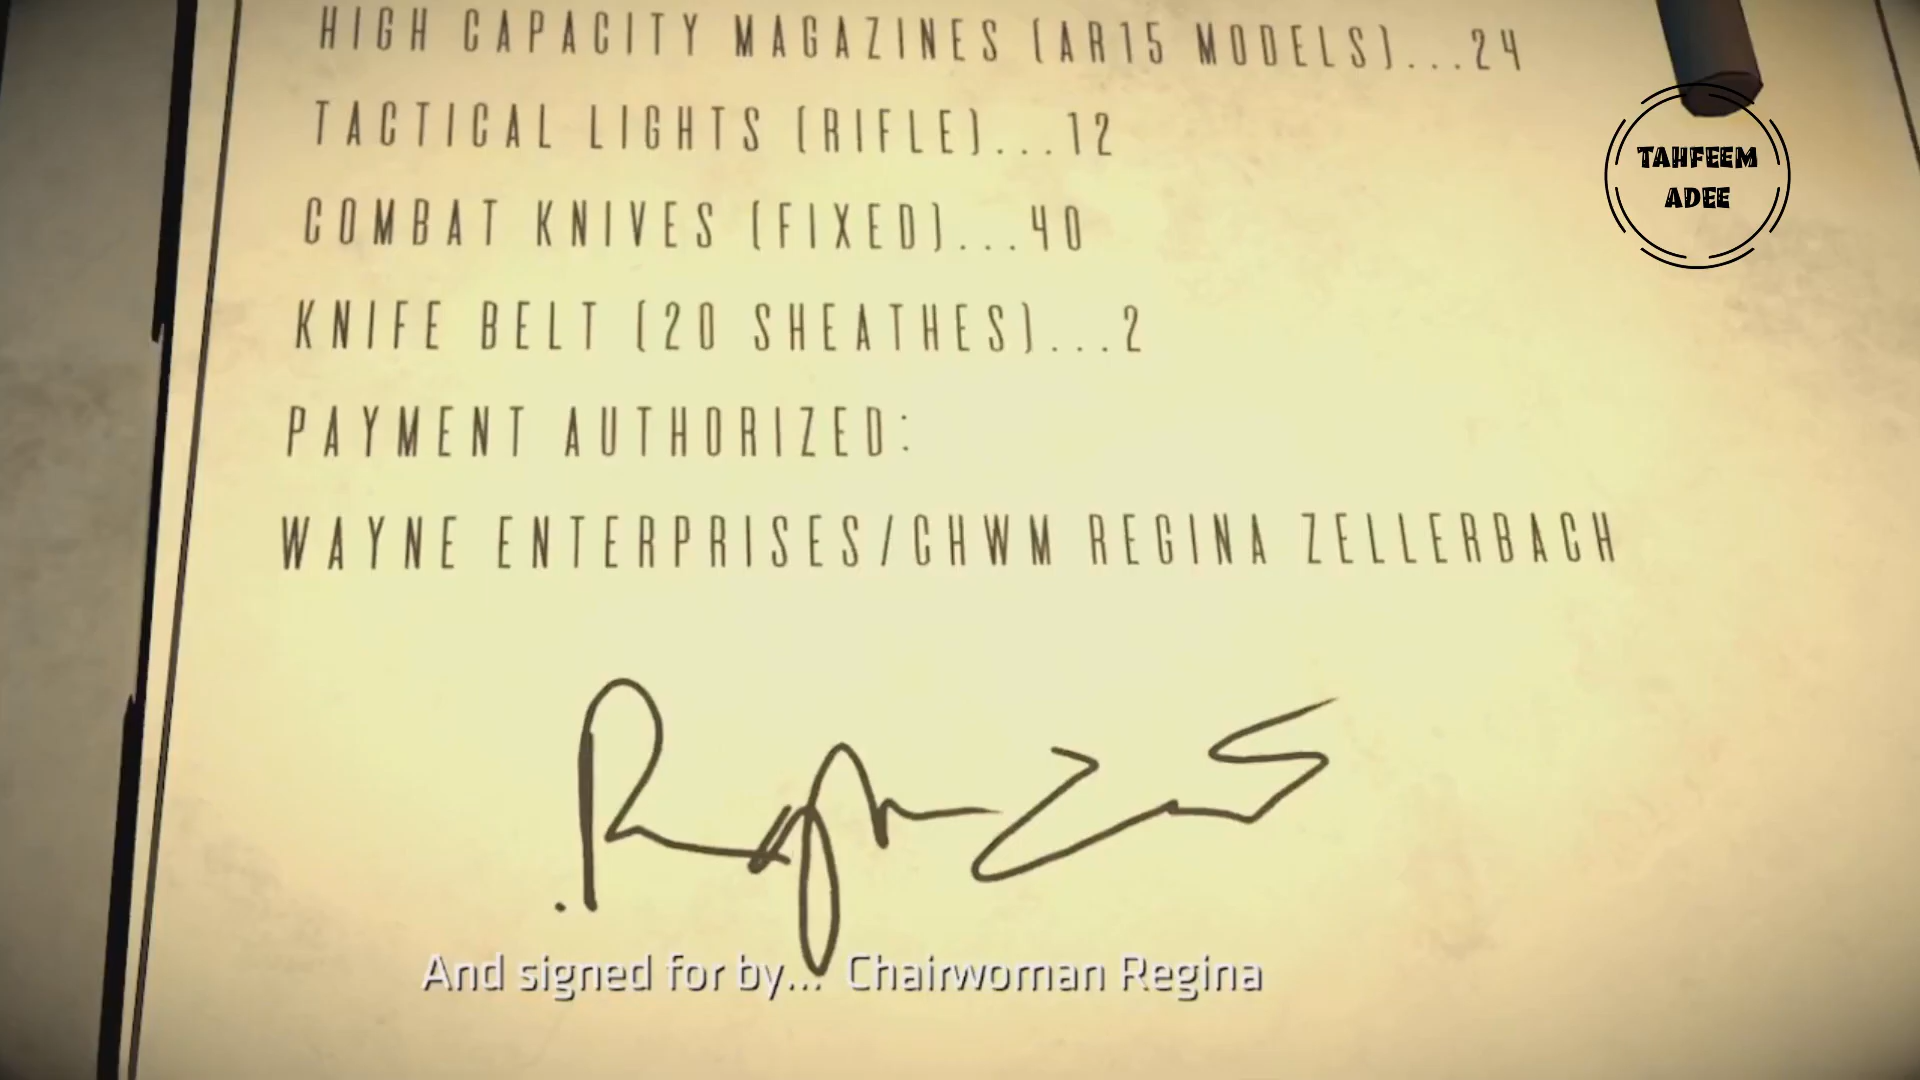 HIGH CAPACITY MAGAZINES (AR15 MODELS)...24
TACTICAL LIGHTS (RIFLE)...12
TAHFEEM
ADEE
COMBAT KNIVES (FIXED)...40
KNIFE BELT (20 SHEATHES)...2
PAYMENT AUTHORIZED:
WAYNE ENTERPRISES/CHWM REGINA ZELLERBACH
And signed for by... Chairwoman Regina